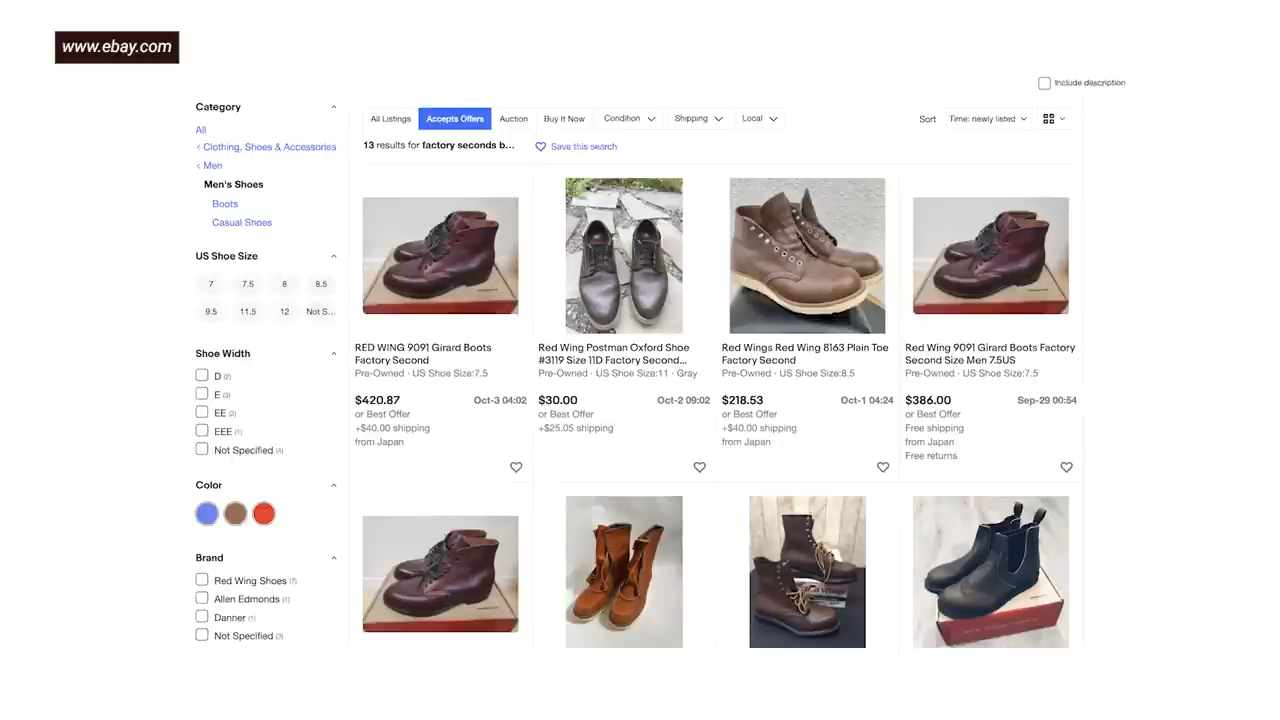 www.ebay.com
Include description
Category
All
Clothing, Shoes & Accessories
Men
Men's Shoes
Boots
Casual Shoes
US Shoe Size
7 7.5 8 8.5
9.5 11.5 12 Not S...
Shoe Width
D (2)
E (3)
EE (2)
EEE (1)
Not Specified (4)
Color
Brand
Red Wing Shoes (7)
Allen Edmonds (1)
Danner (1)
Not Specified (3)
All Listings Accepts Offers Auction Buy It Now Condition Shipping Local
Sort Time: newly listed
13 results for factory seconds b... Save this search
RED WING 9091 Girard Boots
Factory Second
Pre-Owned · US Shoe Size:7.5
$420.87 Oct-3 04:02
or Best Offer
+$40.00 shipping
from Japan
Red Wing Postman Oxford Shoe
#3119 Size 11D Factory Second...
Pre-Owned · US Shoe Size:11 · Gray
$30.00 Oct-2 09:02
or Best Offer
+$25.05 shipping
Red Wings Red Wing 8163 Plain Toe
Factory Second
Pre-Owned · US Shoe Size:8.5
$218.53 Oct-1 04:24
or Best Offer
+$40.00 shipping
from Japan
Red Wing 9091 Girard Boots Factory
Second Size Men 7.5US
Pre-Owned · US Shoe Size:7.5
$386.00 Sep-29 00:54
or Best Offer
Free shipping
from Japan
Free returns